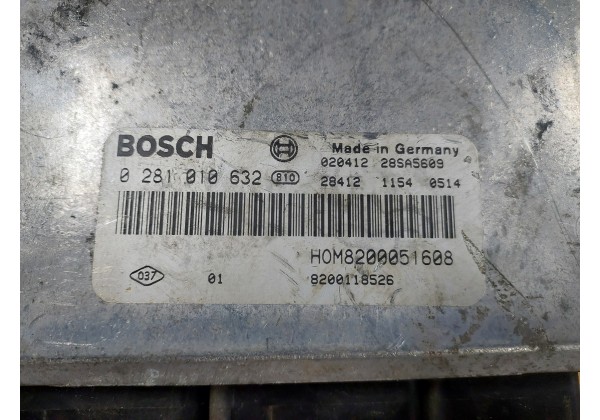 BOSCH
Made in Germany
020412 28SA5609
0 281 010 632 810
28412 1154 0514
HOM8200051608
037 01 8200118526